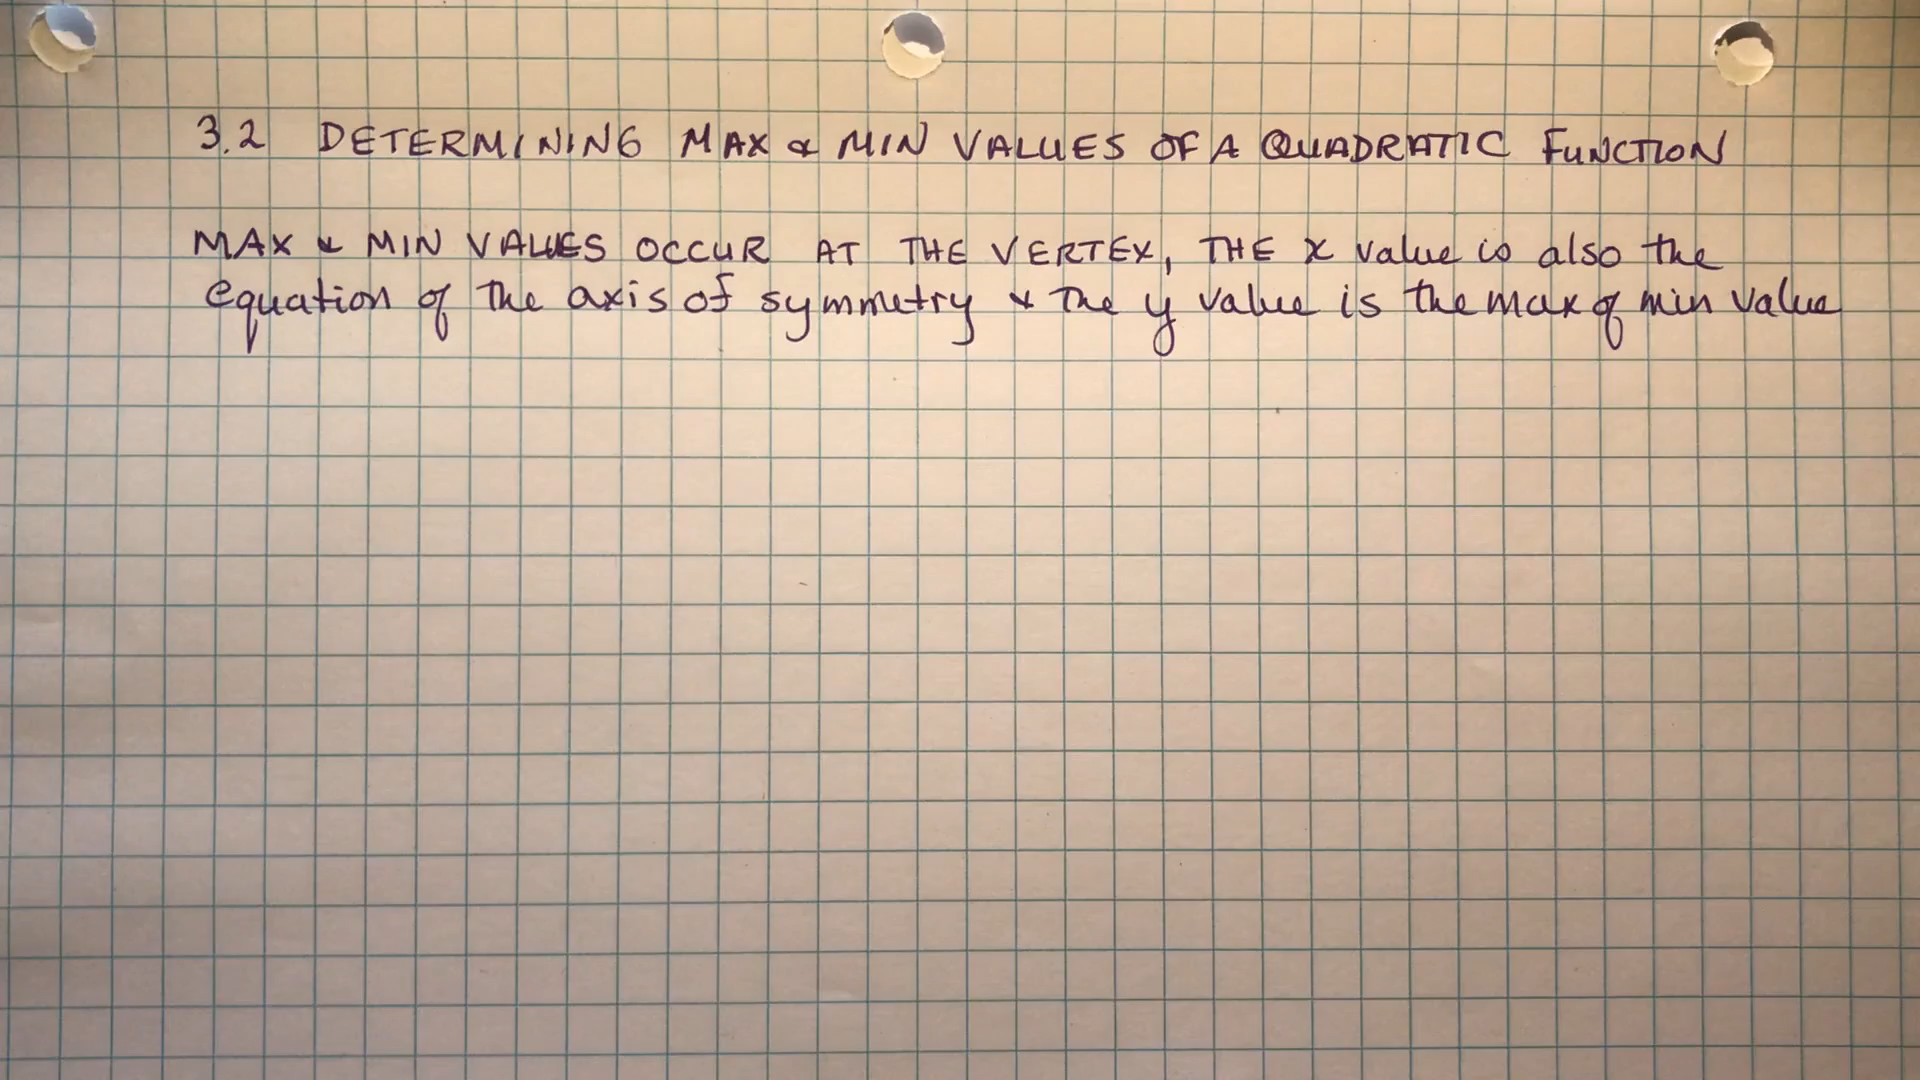 3.2 DETERMINING MAX & MIN VALUES OF A QUADRATIC FUNCTION
MAX & MIN VALUES OCCUR AT THE VERTEX, THE x value is also the
equation of the axis of symmetry & the y value is the max of min value